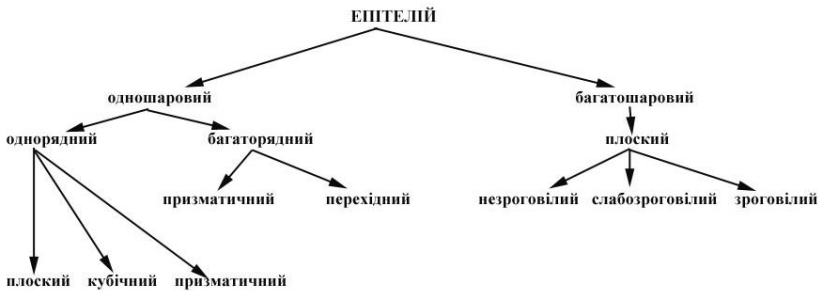 ЕПІТЕЛІЙ
одношаровий багатошаровий
однорядний багаторядний плоский
призматичний перехідний незроговілий слабозроговілий зроговілий
плоский кубічний призматичний